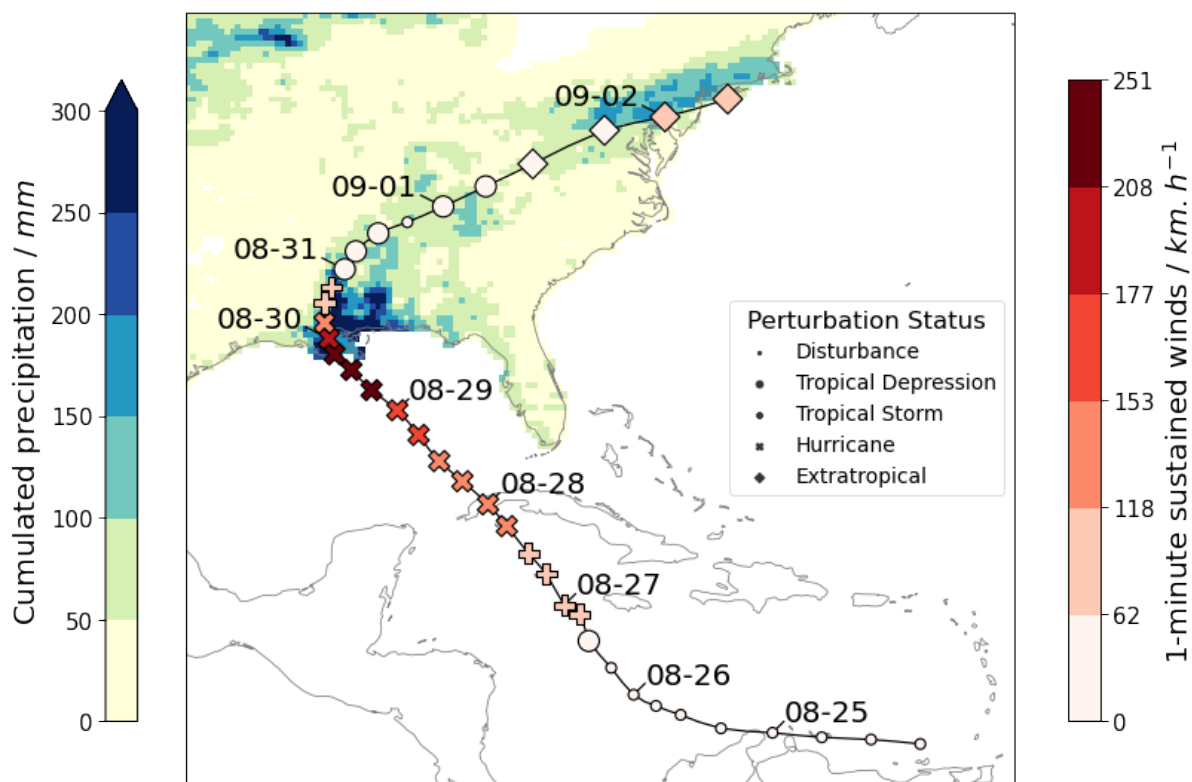 Cumulated precipitation / mm
300
250
200
150
100
50
0
09-02
09-01
08-31
08-30
08-29
08-28
08-27
08-26
08-25
Perturbation Status
Disturbance
Tropical Depression
Tropical Storm
Hurricane
Extratropical
251
208
177
153
118
62
0
1-minute sustained winds / km. h⁻¹